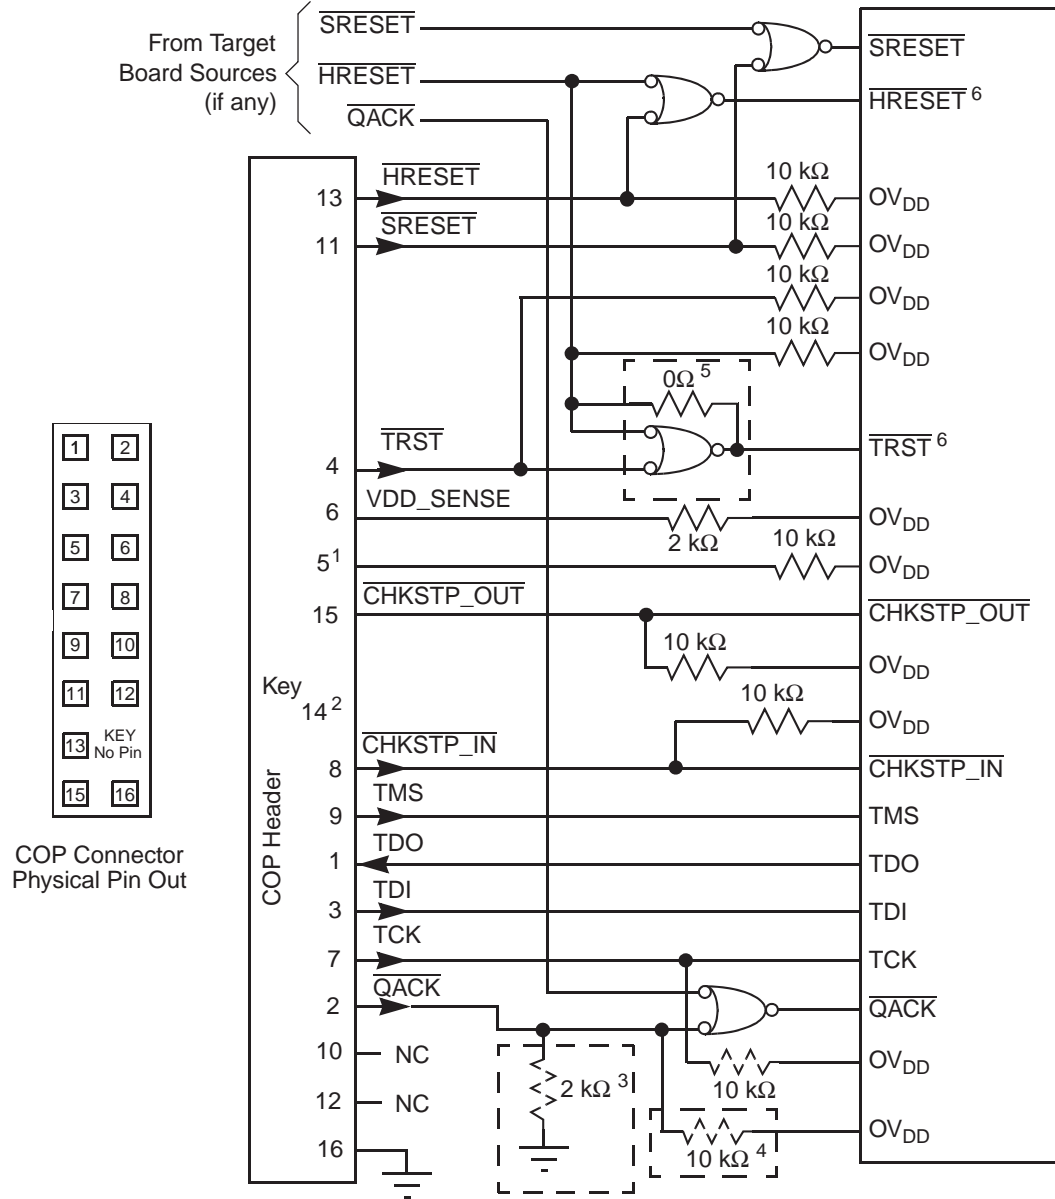 From Target
Board Sources
(if any)
SRESET
HRESET
QACK
SRESET
HRESET 6
13 HRESET 10 kΩ OVDD
11 SRESET 10 kΩ OVDD
10 kΩ OVDD
10 kΩ OVDD
0Ω 5
4 TRST TRST 6
6 VDD_SENSE 2 kΩ OVDD
5 1 10 kΩ OVDD
15 CHKSTP_OUT CHKSTP_OUT
10 kΩ OVDD
Key
14 2
10 kΩ OVDD
8 CHKSTP_IN CHKSTP_IN
9 TMS TMS
1 TDO TDO
3 TDI TDI
7 TCK TCK
2 QACK QACK
10 NC
10 kΩ OVDD
12 NC
2 kΩ 3
16
10 kΩ 4 OVDD
COP Header
1 2
3 4
5 6
7 8
9 10
11 12
13 KEY
No Pin
15 16
COP Connector
Physical Pin Out